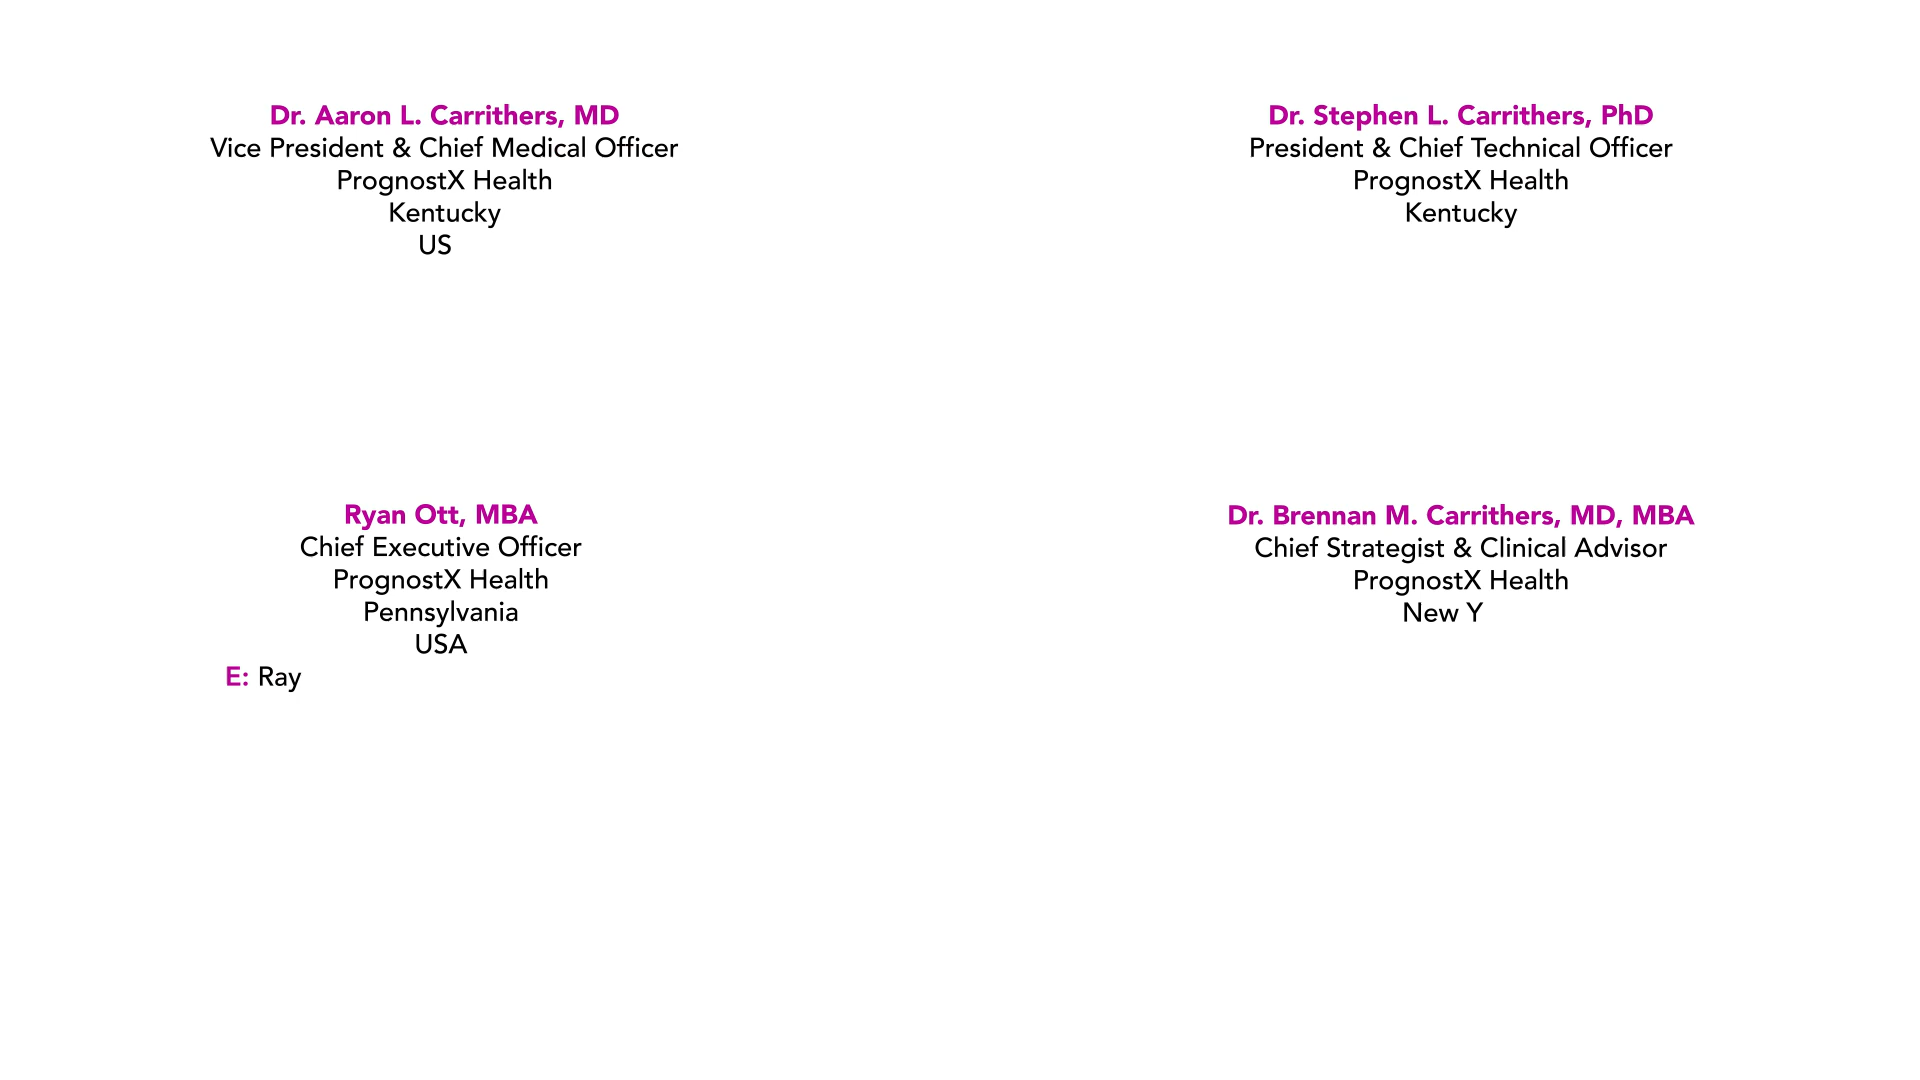 Dr. Aaron L. Carrithers, MD
Vice President & Chief Medical Officer
PrognostX Health
Kentucky
US
Dr. Stephen L. Carrithers, PhD
President & Chief Technical Officer
PrognostX Health
Kentucky
Ryan Ott, MBA
Chief Executive Officer
PrognostX Health
Pennsylvania
USA
E: Ray
Dr. Brennan M. Carrithers, MD, MBA
Chief Strategist & Clinical Advisor
PrognostX Health
New Y